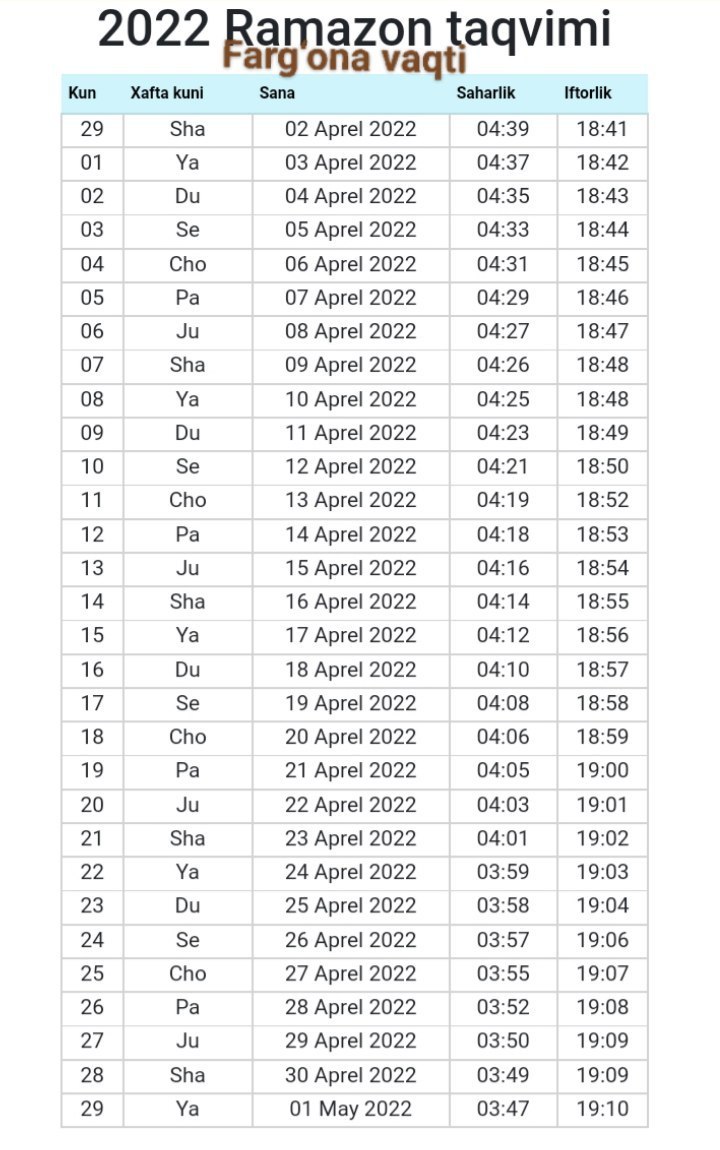 2022 Ramazon taqvimi
Farg'ona vaqti
Kun Xafta kuni Sana Saharlik Iftorlik
29 Sha 02 Aprel 2022 04:39 18:41
01 Ya 03 Aprel 2022 04:37 18:42
02 Du 04 Aprel 2022 04:35 18:43
03 Se 05 Aprel 2022 04:33 18:44
04 Cho 06 Aprel 2022 04:31 18:45
05 Pa 07 Aprel 2022 04:29 18:46
06 Ju 08 Aprel 2022 04:27 18:47
07 Sha 09 Aprel 2022 04:26 18:48
08 Ya 10 Aprel 2022 04:25 18:48
09 Du 11 Aprel 2022 04:23 18:49
10 Se 12 Aprel 2022 04:21 18:50
11 Cho 13 Aprel 2022 04:19 18:52
12 Pa 14 Aprel 2022 04:18 18:53
13 Ju 15 Aprel 2022 04:16 18:54
14 Sha 16 Aprel 2022 04:14 18:55
15 Ya 17 Aprel 2022 04:12 18:56
16 Du 18 Aprel 2022 04:10 18:57
17 Se 19 Aprel 2022 04:08 18:58
18 Cho 20 Aprel 2022 04:06 18:59
19 Pa 21 Aprel 2022 04:05 19:00
20 Ju 22 Aprel 2022 04:03 19:01
21 Sha 23 Aprel 2022 04:01 19:02
22 Ya 24 Aprel 2022 03:59 19:03
23 Du 25 Aprel 2022 03:58 19:04
24 Se 26 Aprel 2022 03:57 19:06
25 Cho 27 Aprel 2022 03:55 19:07
26 Pa 28 Aprel 2022 03:52 19:08
27 Ju 29 Aprel 2022 03:50 19:09
28 Sha 30 Aprel 2022 03:49 19:09
29 Ya 01 May 2022 03:47 19:10